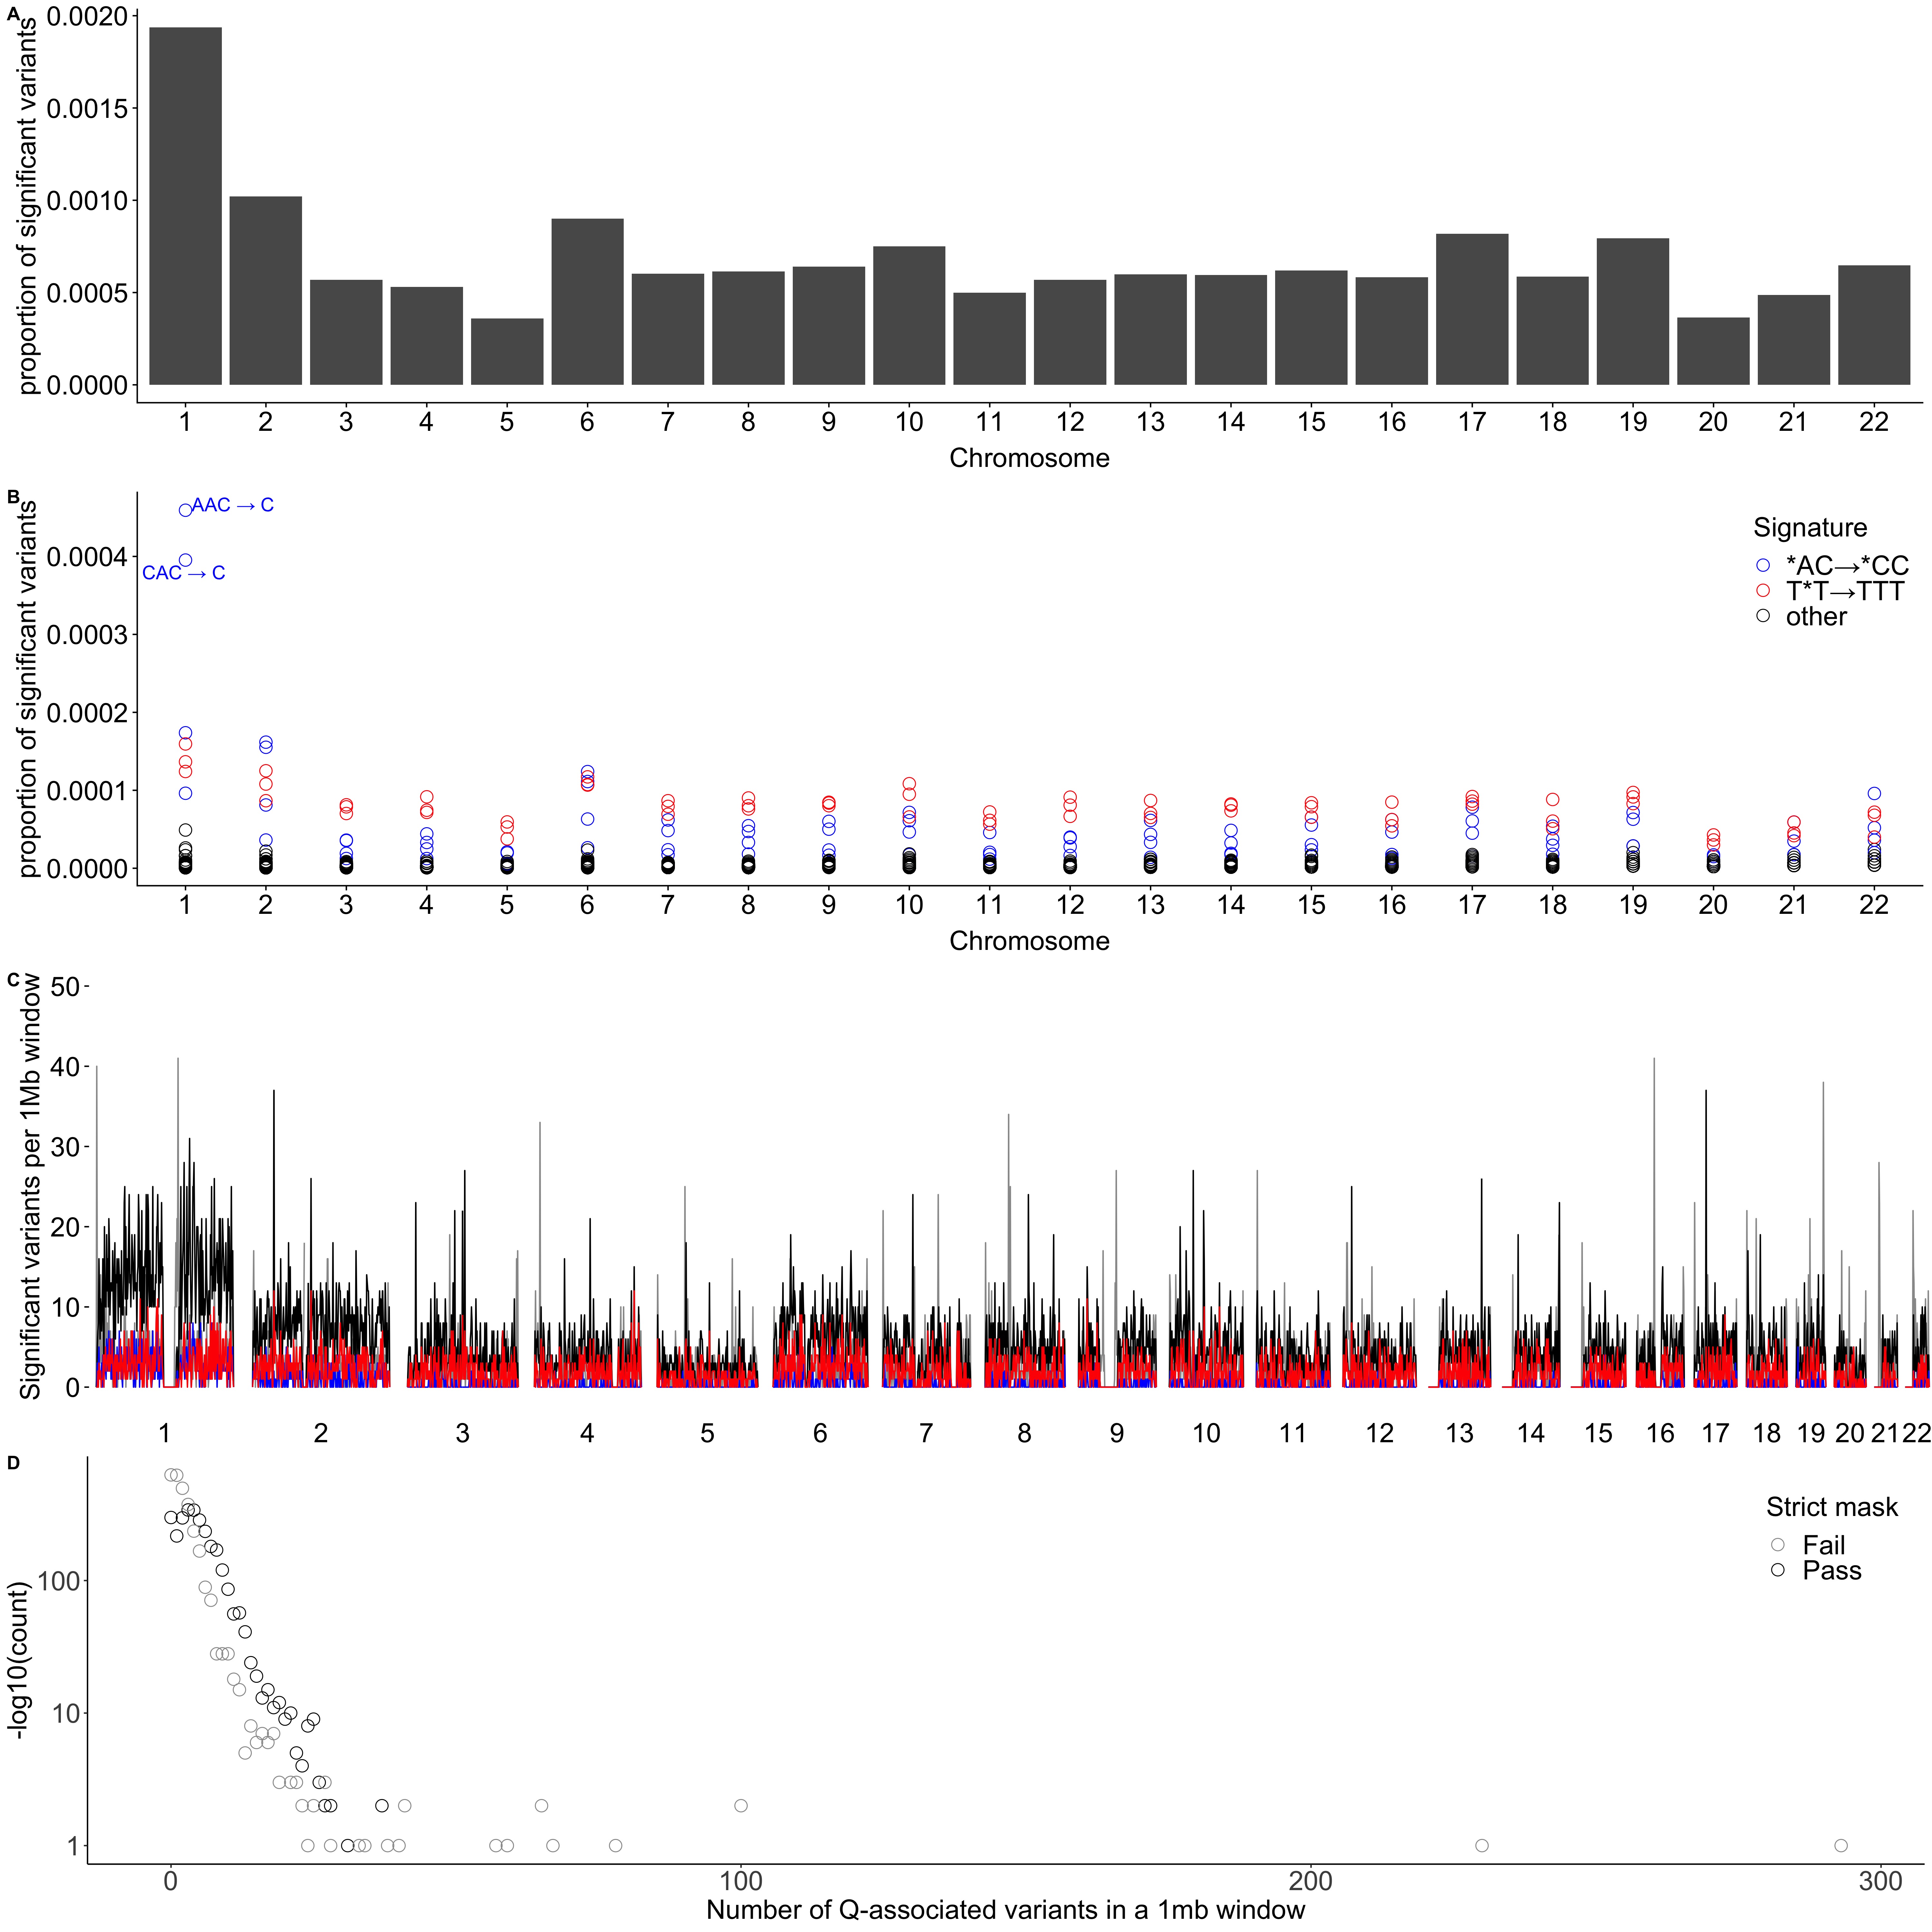 A
proportion of significant variants
0.0020
0.0015
0.0010
0.0005
0.0000
1 2 3 4 5 6 7 8 9 10 11 12 13 14 15 16 17 18 19 20 21 22
Chromosome
B
proportion of significant variants
0.0004
0.0003
0.0002
0.0001
0.0000
AAC → C
CAC → C
Signature
*AC→*CC
T*T→TTT
other
1 2 3 4 5 6 7 8 9 10 11 12 13 14 15 16 17 18 19 20 21 22
Chromosome
C
Significant variants per 1Mb window
50
40
30
20
10
0
1 2 3 4 5 6 7 8 9 10 11 12 13 14 15 16 17 18 19 20 21 22
D
-log10(count)
100
10
1
Strict mask
Fail
Pass
0 100 200 300
Number of Q-associated variants in a 1mb window